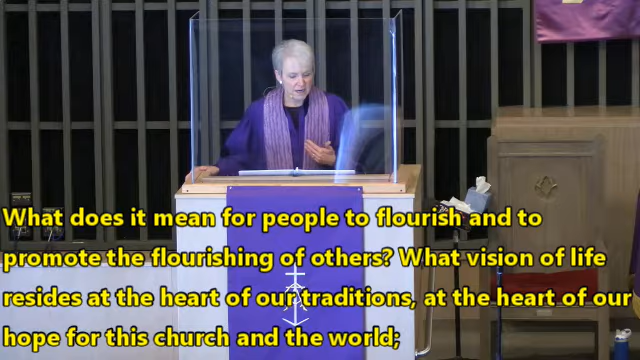 What does it mean for people to flourish and to
promote the flourishing of others? What vision of life
resides at the heart of our traditions, at the heart of our
hope for this church and the world;